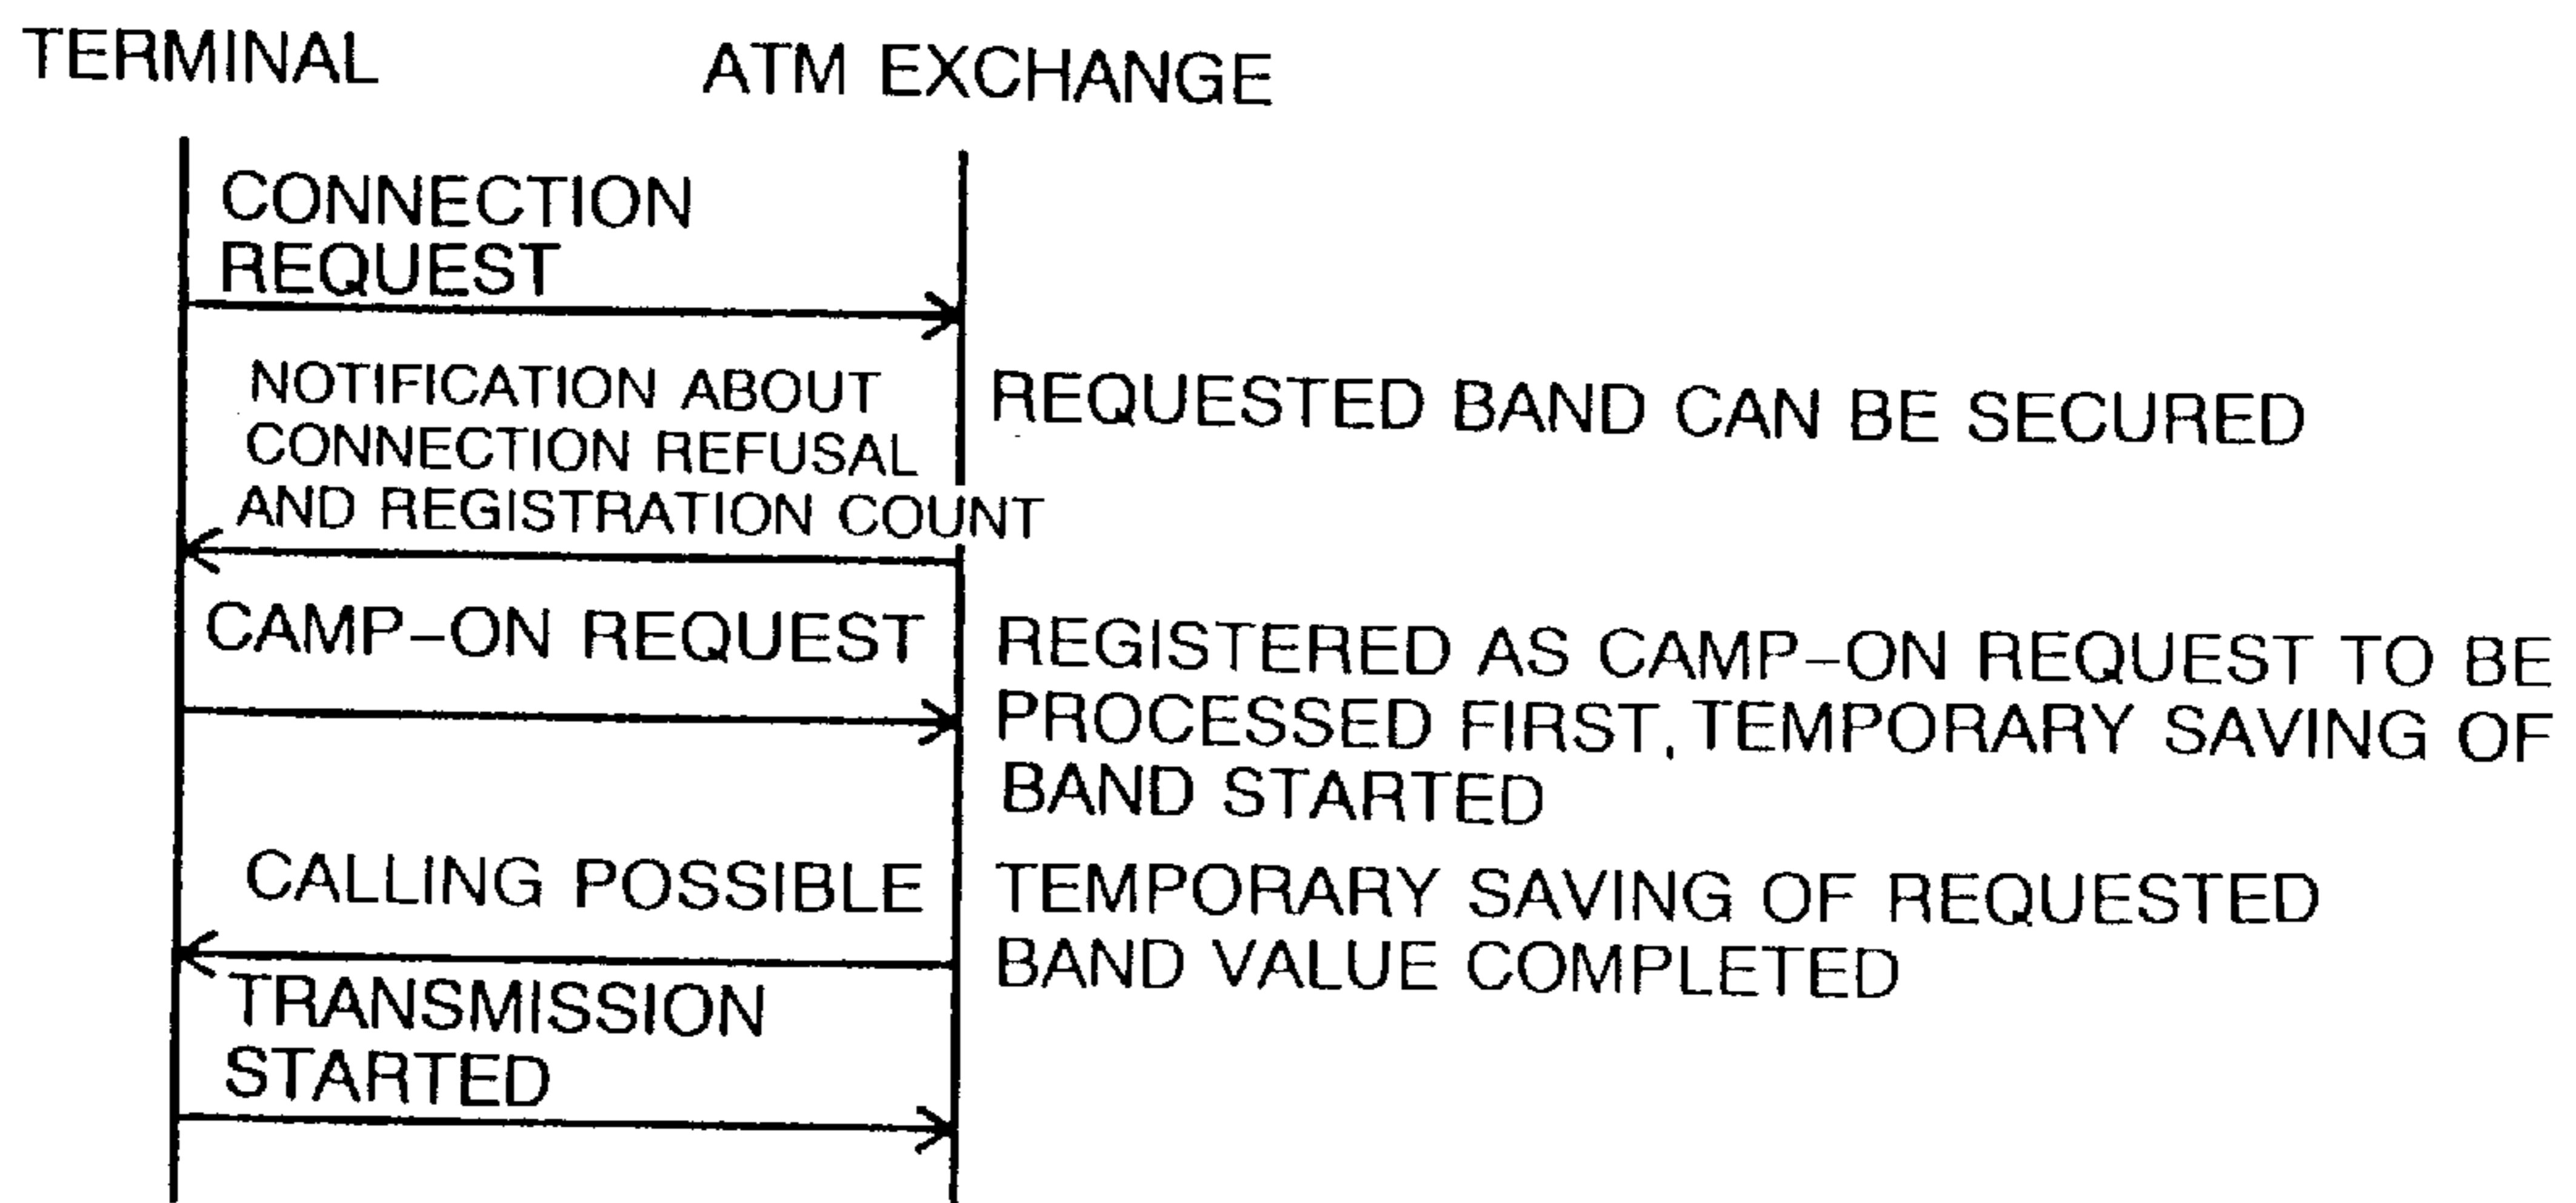 TERMINAL
ATM EXCHANGE
CONNECTION
REQUEST
NOTIFICATION ABOUT
CONNECTION REFUSAL
AND REGISTRATION COUNT
REQUESTED BAND CAN BE SECURED
CAMP-ON REQUEST
REGISTERED AS CAMP-ON REQUEST TO BE
PROCESSED FIRST, TEMPORARY SAVING OF
BAND STARTED
CALLING POSSIBLE
TEMPORARY SAVING OF REQUESTED
BAND VALUE COMPLETED
TRANSMISSION
STARTED